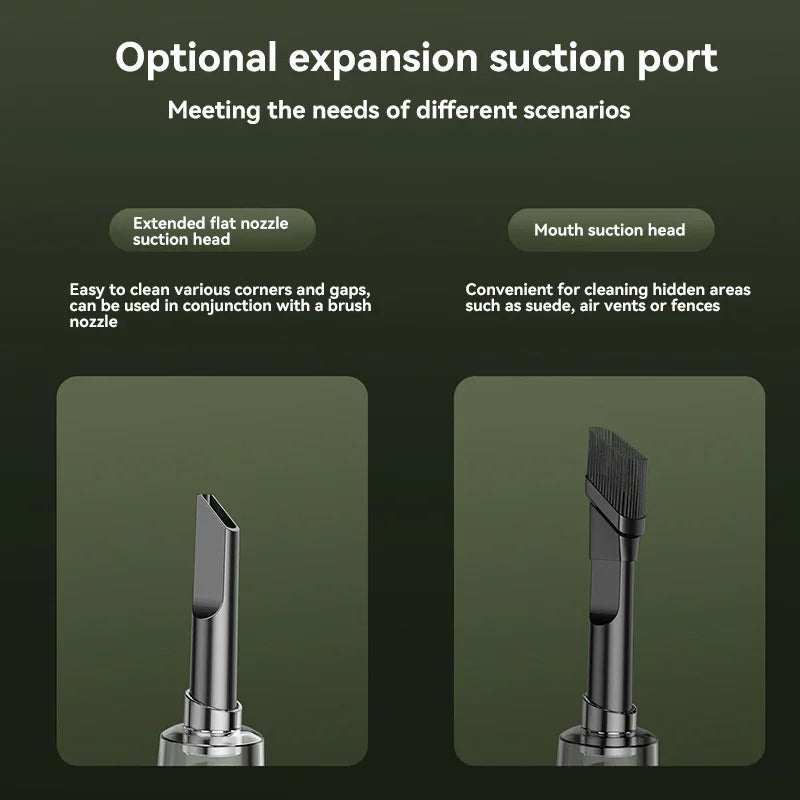 Optional expansion suction port
Meeting the needs of different scenarios
Extended flat nozzle
suction head
Easy to clean various corners and gaps,
can be used in conjunction with a brush
nozzle
Mouth suction head
Convenient for cleaning hidden areas
such as suede, air vents or fences